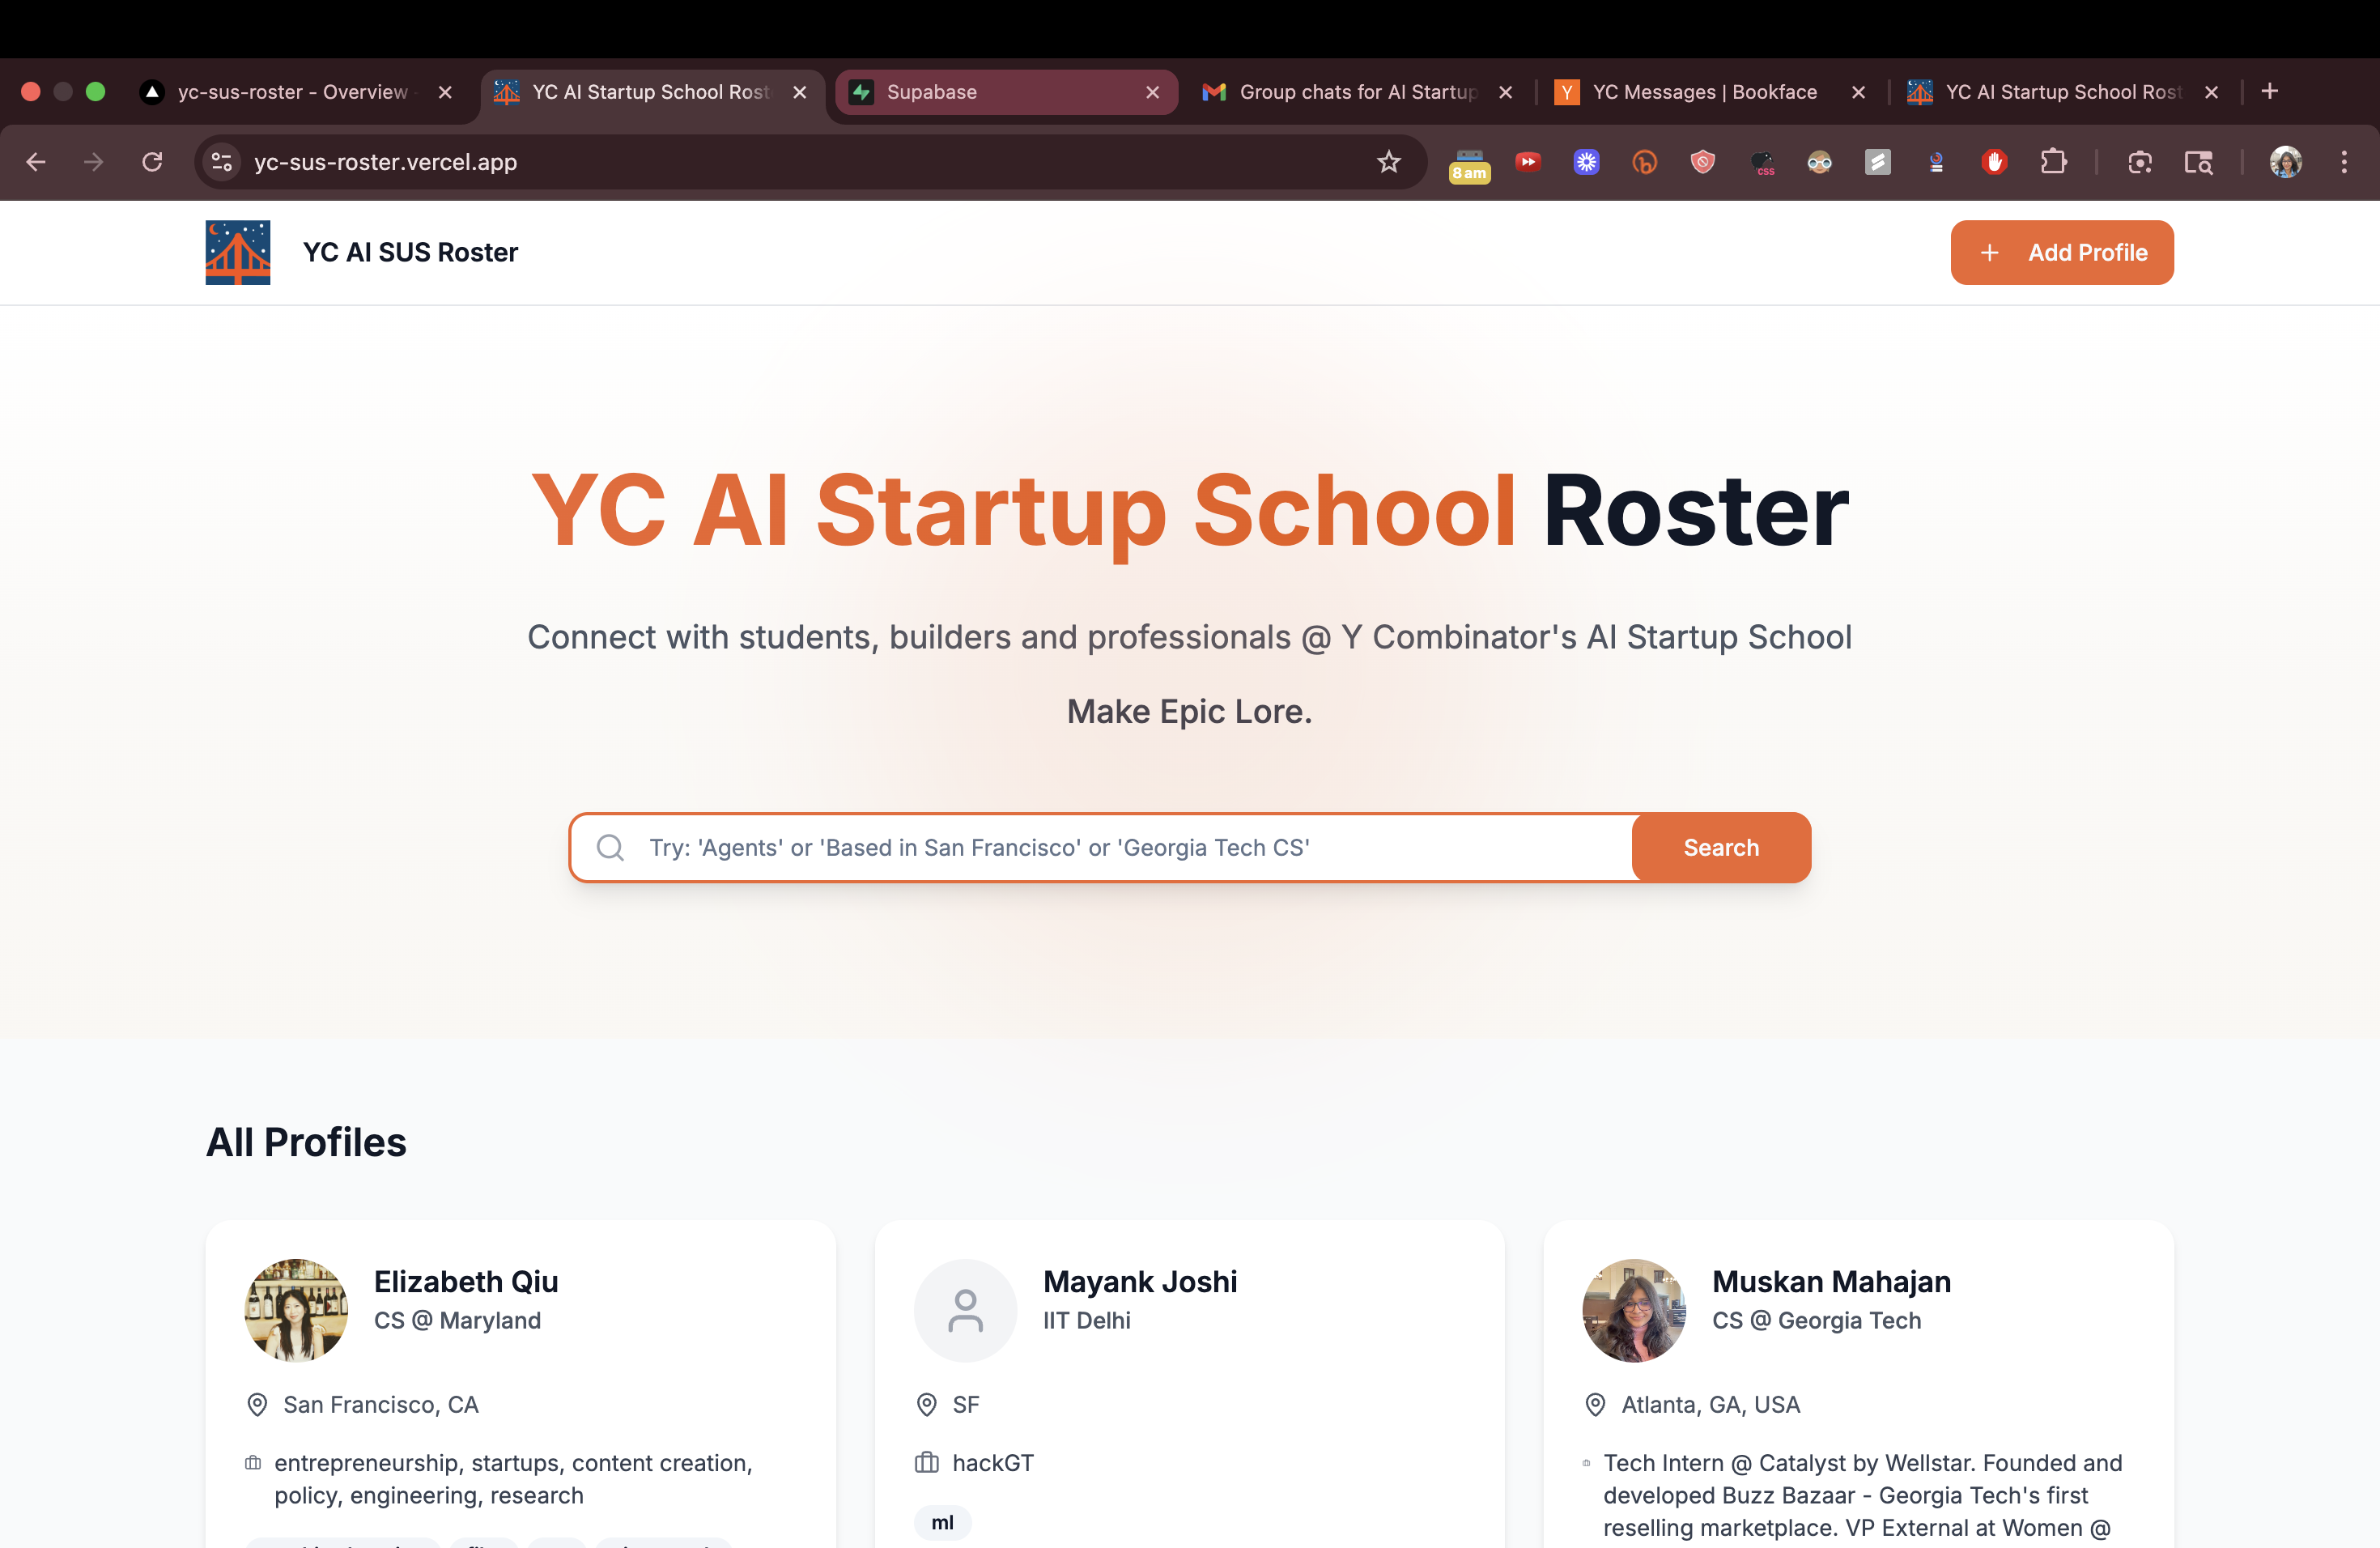 yc-sus-roster - Overview
YC AI Startup School Rost
Supabase
Group chats for AI Startup
YC Messages | Bookface
YC AI Startup School Rost
yc-sus-roster.vercel.app
8 am
css
YC AI SUS Roster
+ Add Profile
YC AI Startup School Roster
Connect with students, builders and professionals @ Y Combinator's AI Startup School
Make Epic Lore.
Try: 'Agents' or 'Based in San Francisco' or 'Georgia Tech CS'
Search
All Profiles
Elizabeth Qiu
CS @ Maryland
San Francisco, CA
entrepreneurship, startups, content creation,
policy, engineering, research
Mayank Joshi
IIT Delhi
SF
hackGT
ml
Muskan Mahajan
CS @ Georgia Tech
Atlanta, GA, USA
Tech Intern @ Catalyst by Wellstar. Founded and
developed Buzz Bazaar - Georgia Tech's first
reselling marketplace. VP External at Women @